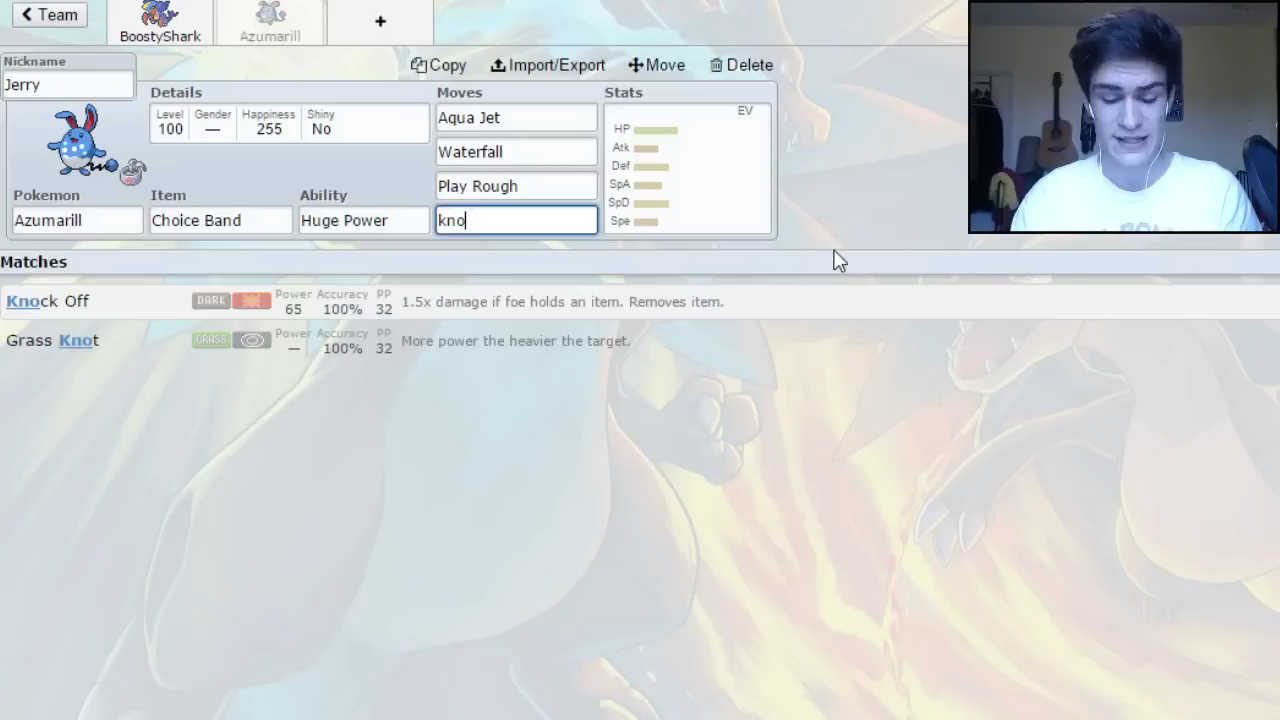 Team
BoostyShark
Azumarill
+
Nickname
Jerry
Copy
Import/Export
Move
Delete
Details
Level
100
Gender
—
Happiness
255
Shiny
No
Moves
Aqua Jet
Waterfall
Play Rough
kno
Stats
EV
HP
Atk
Def
SpA
SpD
Spe
Pokemon
Azumarill
Item
Choice Band
Ability
Huge Power
Matches
Knock Off DARK Power 65 Accuracy 100% PP 32 1.5x damage if foe holds an item. Removes item.
Grass Knot GRASS Power — Accuracy 100% PP 32 More power the heavier the target.